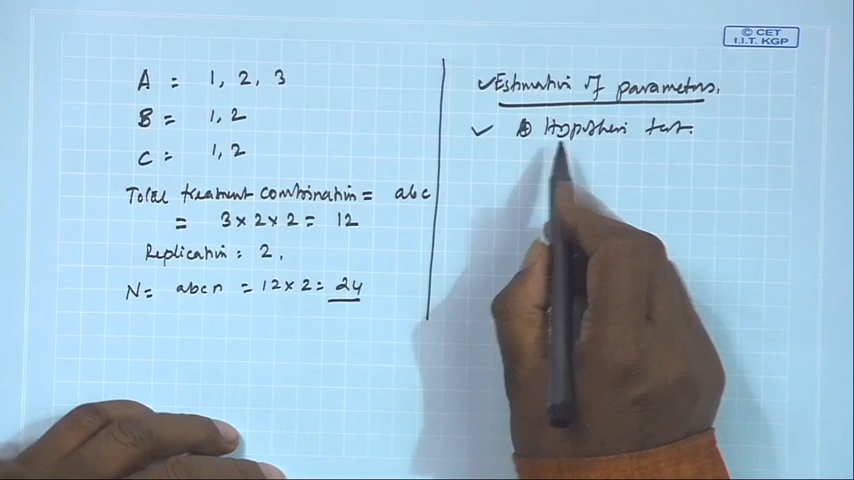 © CET
I.I.T. KGP
A = 1, 2, 3
B = 1, 2
C = 1, 2
Total treatment combination = abc
= 3 × 2 × 2 = 12
Replication : 2,
N = abcn = 12 × 2 = 24
✓ Estimation of parameters.
✓ Hypothesis test.